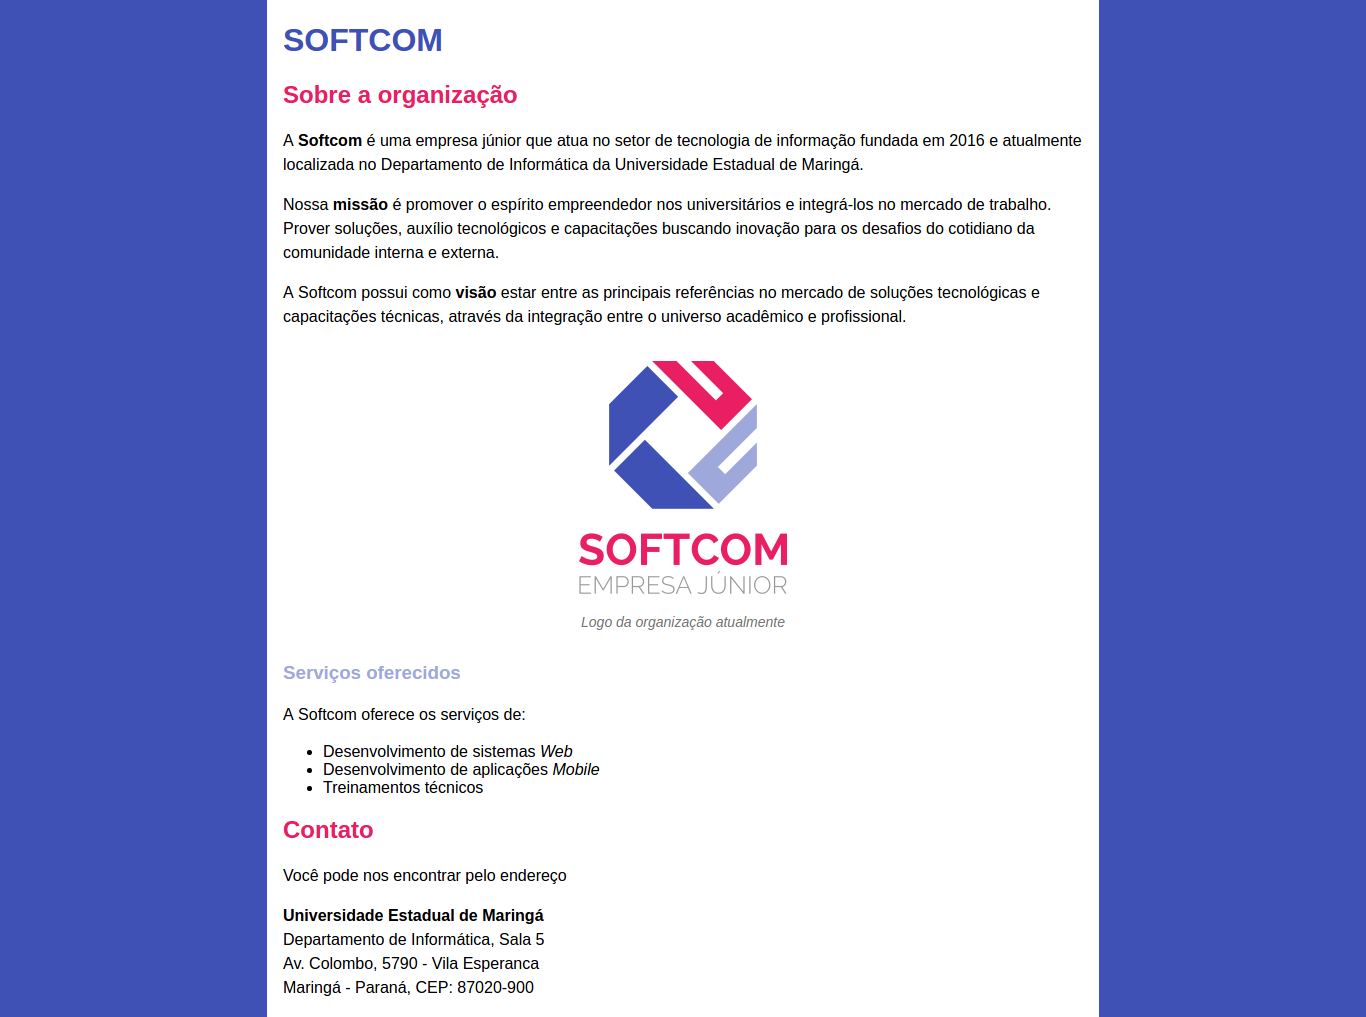 SOFTCOM
Sobre a organização
A Softcom é uma empresa júnior que atua no setor de tecnologia de informação fundada em 2016 e atualmente
localizada no Departamento de Informática da Universidade Estadual de Maringá.
Nossa missão é promover o espírito empreendedor nos universitários e integrá-los no mercado de trabalho.
Prover soluções, auxílio tecnológicos e capacitações buscando inovação para os desafios do cotidiano da
comunidade interna e externa.
A Softcom possui como visão estar entre as principais referências no mercado de soluções tecnológicas e
capacitações técnicas, através da integração entre o universo acadêmico e profissional.
SOFTCOM
EMPRESA JÚNIOR
Logo da organização atualmente
Serviços oferecidos
A Softcom oferece os serviços de:
• Desenvolvimento de sistemas Web
• Desenvolvimento de aplicações Mobile
• Treinamentos técnicos
Contato
Você pode nos encontrar pelo endereço
Universidade Estadual de Maringá
Departamento de Informática, Sala 5
Av. Colombo, 5790 - Vila Esperanca
Maringá - Paraná, CEP: 87020-900